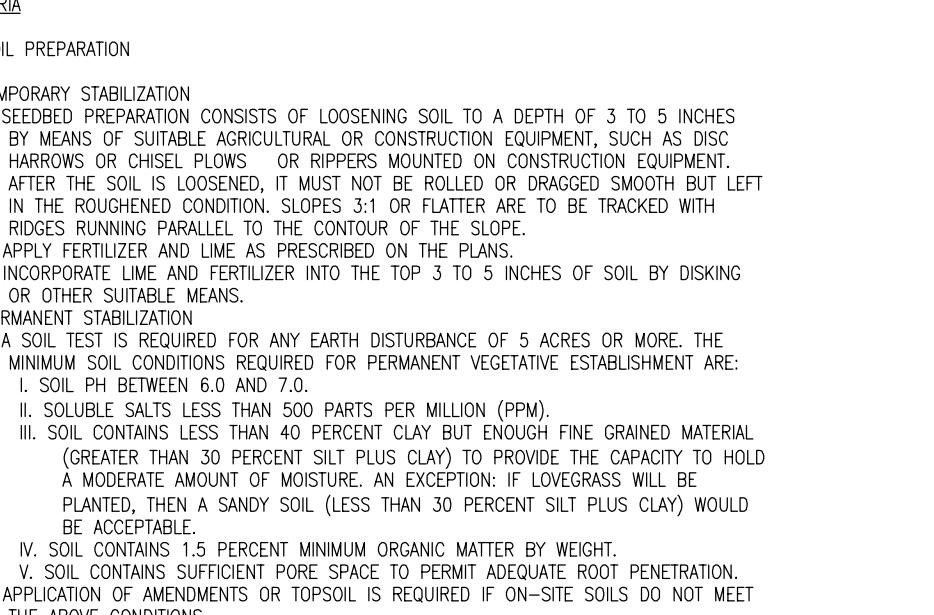 RIA
IL PREPARATION
MPORARY STABILIZATION
SEEDBED PREPARATION CONSISTS OF LOOSENING SOIL TO A DEPTH OF 3 TO 5 INCHES
BY MEANS OF SUITABLE AGRICULTURAL OR CONSTRUCTION EQUIPMENT, SUCH AS DISC
HARROWS OR CHISEL PLOWS OR RIPPERS MOUNTED ON CONSTRUCTION EQUIPMENT.
AFTER THE SOIL IS LOOSENED, IT MUST NOT BE ROLLED OR DRAGGED SMOOTH BUT LEFT
IN THE ROUGHENED CONDITION. SLOPES 3:1 OR FLATTER ARE TO BE TRACKED WITH
RIDGES RUNNING PARALLEL TO THE CONTOUR OF THE SLOPE.
APPLY FERTILIZER AND LIME AS PRESCRIBED ON THE PLANS.
INCORPORATE LIME AND FERTILIZER INTO THE TOP 3 TO 5 INCHES OF SOIL BY DISKING
OR OTHER SUITABLE MEANS.
RMANENT STABILIZATION
A SOIL TEST IS REQUIRED FOR ANY EARTH DISTURBANCE OF 5 ACRES OR MORE. THE
MINIMUM SOIL CONDITIONS REQUIRED FOR PERMANENT VEGETATIVE ESTABLISHMENT ARE:
I. SOIL PH BETWEEN 6.0 AND 7.0.
II. SOLUBLE SALTS LESS THAN 500 PARTS PER MILLION (PPM).
III. SOIL CONTAINS LESS THAN 40 PERCENT CLAY BUT ENOUGH FINE GRAINED MATERIAL
(GREATER THAN 30 PERCENT SILT PLUS CLAY) TO PROVIDE THE CAPACITY TO HOLD
A MODERATE AMOUNT OF MOISTURE. AN EXCEPTION: IF LOVEGRASS WILL BE
PLANTED, THEN A SANDY SOIL (LESS THAN 30 PERCENT SILT PLUS CLAY) WOULD
BE ACCEPTABLE.
IV. SOIL CONTAINS 1.5 PERCENT MINIMUM ORGANIC MATTER BY WEIGHT.
V. SOIL CONTAINS SUFFICIENT PORE SPACE TO PERMIT ADEQUATE ROOT PENETRATION.
APPLICATION OF AMENDMENTS OR TOPSOIL IS REQUIRED IF ON-SITE SOILS DO NOT MEET
THE ABOVE CONDITIONS